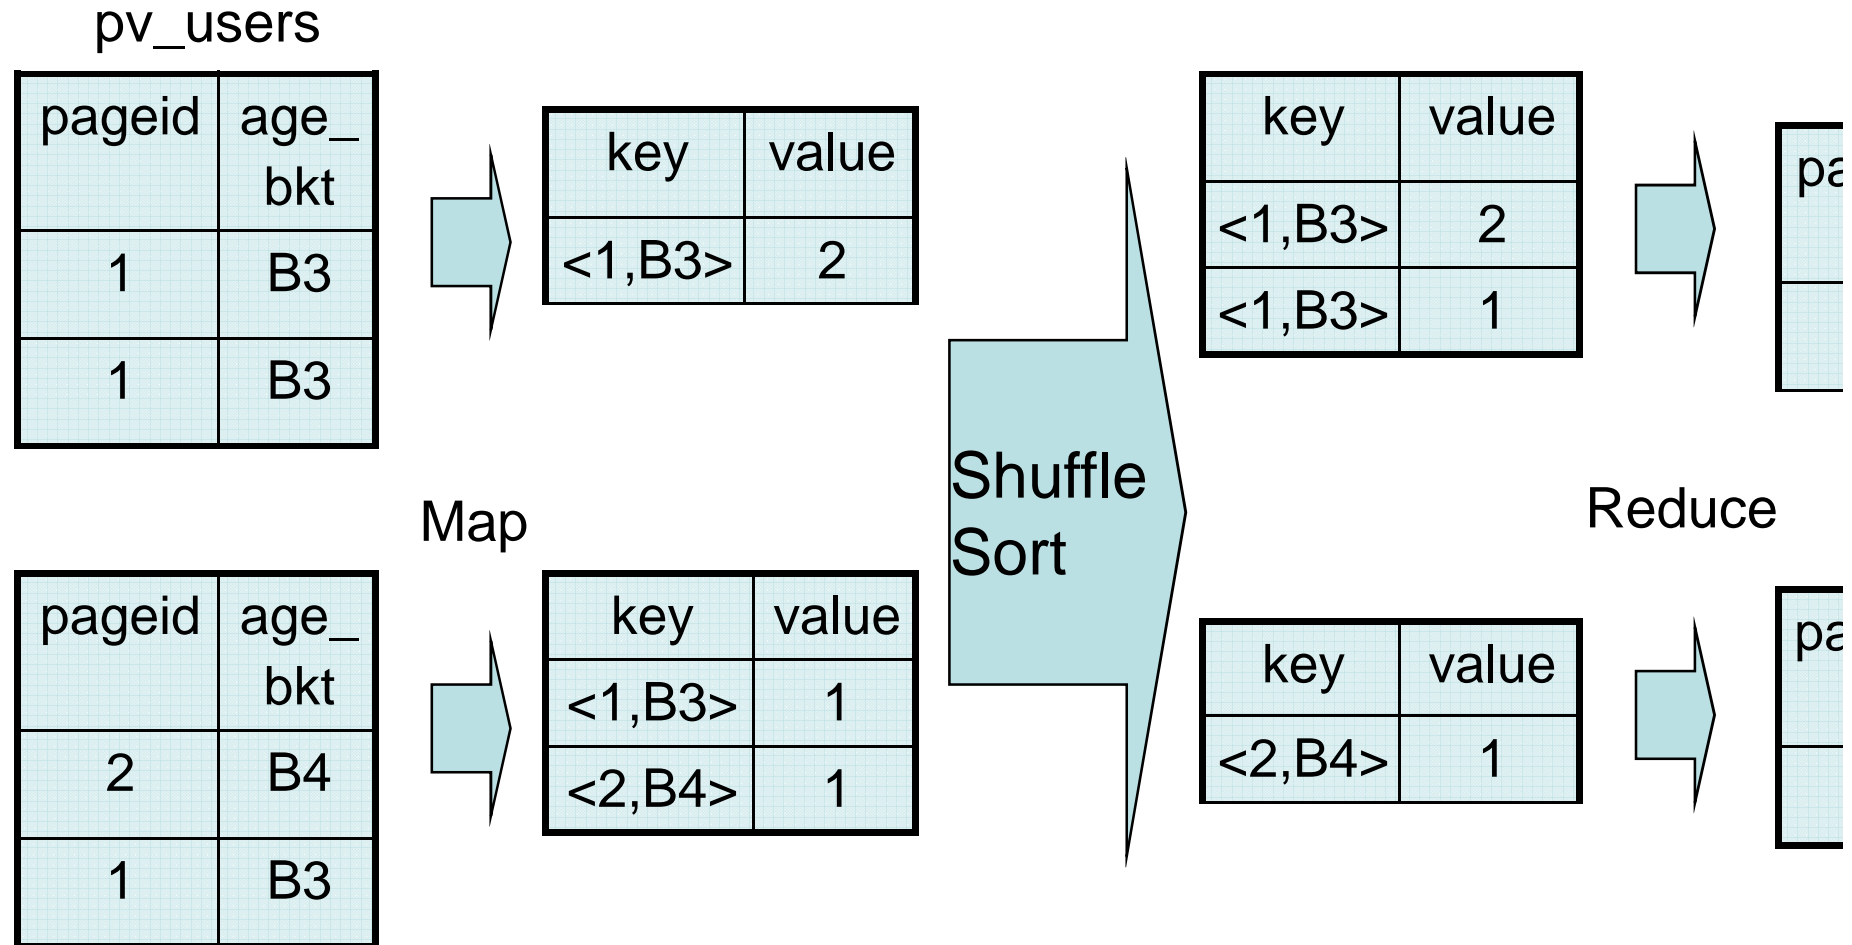 pv_users
pageid age_
bkt
1 B3
1 B3
key value
<1,B3> 2
key value
<1,B3> 2
<1,B3> 1
pa
Map
Shuffle
Sort
Reduce
pageid age_
bkt
2 B4
1 B3
key value
<1,B3> 1
<2,B4> 1
key value
<2,B4> 1
pa